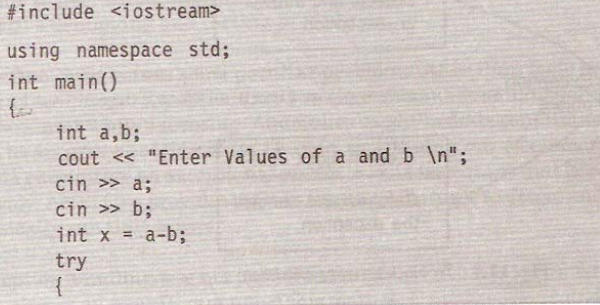 #include <iostream>
using namespace std;
int main()
{
int a,b;
cout << "Enter Values of a and b \n";
cin >> a;
cin >> b;
int x = a-b;
try
{